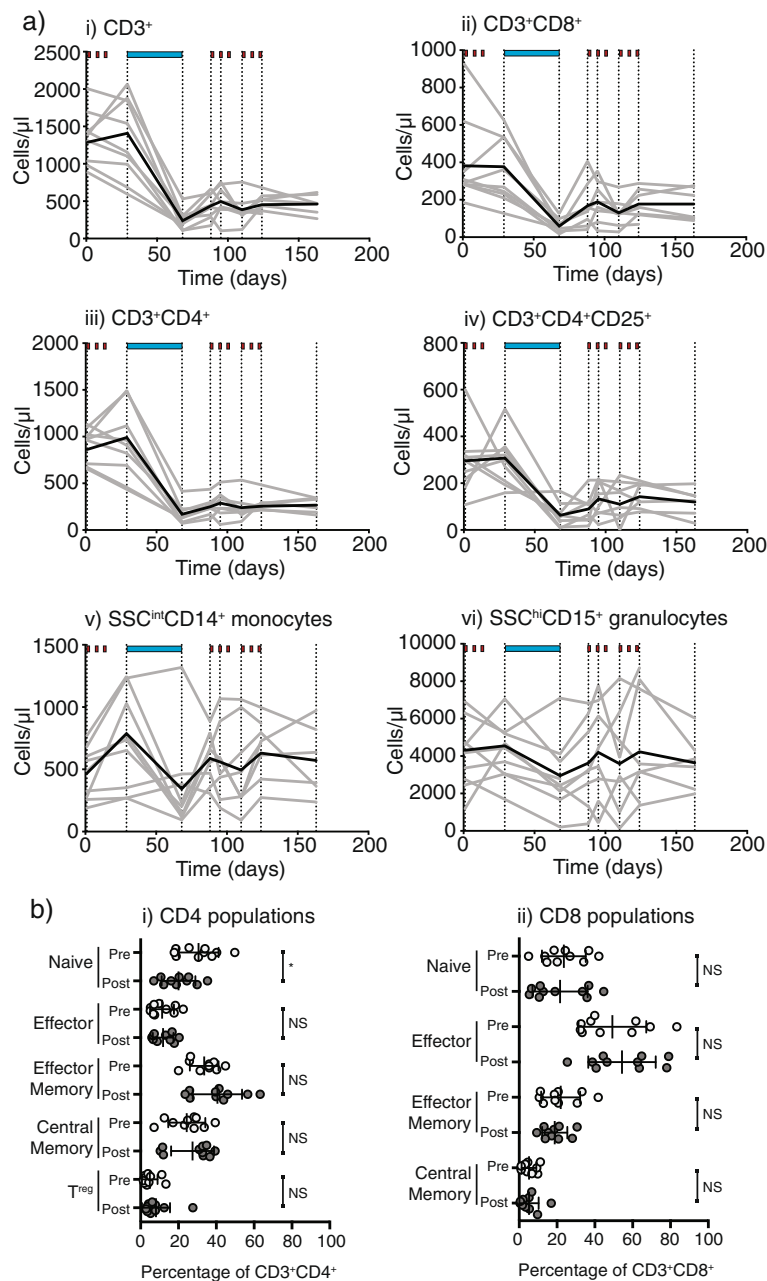 a)
i) CD3⁺
Cells/µl
2500
2000
1500
1000
500
0
0 50 100 150 200
Time (days)
ii) CD3⁺CD8⁺
Cells/µl
1000
800
600
400
200
0
0 50 100 150 200
Time (days)
iii) CD3⁺CD4⁺
Cells/µl
2000
1500
1000
500
0
0 50 100 150 200
Time (days)
iv) CD3⁺CD4⁺CD25⁺
Cells/µl
800
600
400
200
0
0 50 100 150 200
Time (days)
v) SSCⁱⁿᵗCD14⁺ monocytes
Cells/µl
1500
1000
500
0
0 50 100 150 200
Time (days)
vi) SSCʰⁱCD15⁺ granulocytes
Cells/µl
10000
8000
6000
4000
2000
0
0 50 100 150 200
Time (days)
b)
i) CD4 populations
Naive
Pre
Post
*
Effector
Pre
Post
NS
Effector
Memory
Pre
Post
NS
Central
Memory
Pre
Post
NS
Tʳᵉᵍ
Pre
Post
NS
0 20 40 60 80 100
Percentage of CD3⁺CD4⁺
ii) CD8 populations
Naive
Pre
Post
NS
Effector
Pre
Post
NS
Effector
Memory
Pre
Post
NS
Central
Memory
Pre
Post
NS
0 20 40 60 80 100
Percentage of CD3⁺CD8⁺